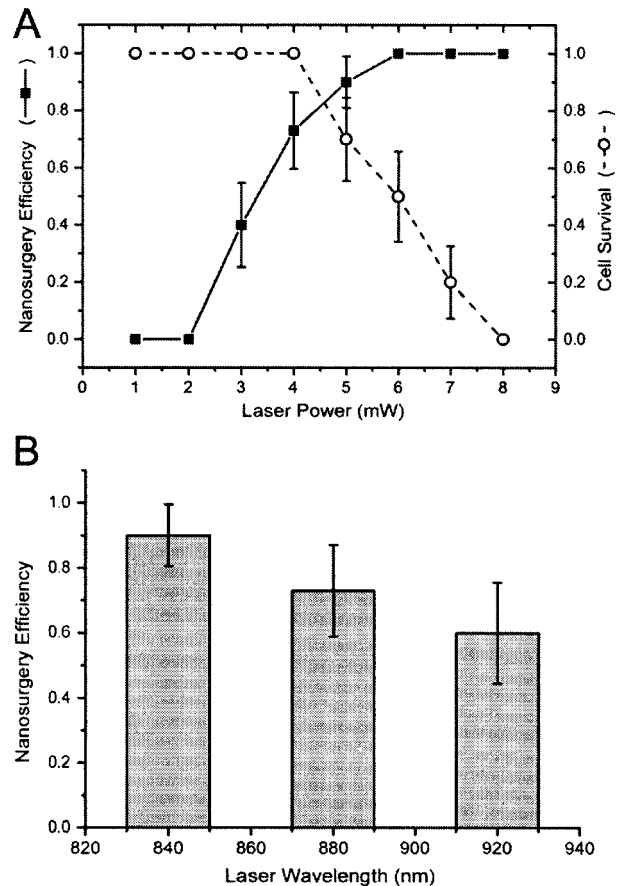 A
Nanosurgery Efficiency (—■—)
1.0
0.8
0.6
0.4
0.2
0.0
1.0
0.8
0.6
0.4
0.2
0.0
Cell Survival (--o--)
0 1 2 3 4 5 6 7 8 9
Laser Power (mW)
B
Nanosurgery Efficiency
1.0
0.8
0.6
0.4
0.2
0.0
820 840 860 880 900 920 940
Laser Wavelength (nm)